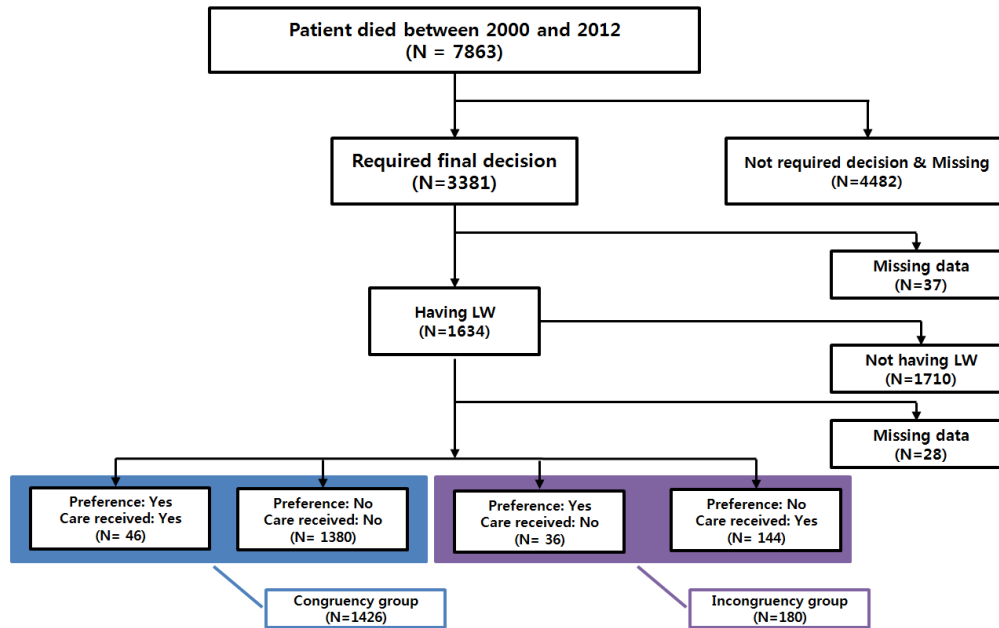 Patient died between 2000 and 2012
(N = 7863)
Required final decision
(N=3381)
Not required decision & Missing
(N=4482)
Missing data
(N=37)
Having LW
(N=1634)
Not having LW
(N=1710)
Missing data
(N=28)
Preference: Yes
Care received: Yes
(N= 46)
Preference: No
Care received: No
(N= 1380)
Preference: Yes
Care received: No
(N= 36)
Preference: No
Care received: Yes
(N= 144)
Congruency group
(N=1426)
Incongruency group
(N=180)